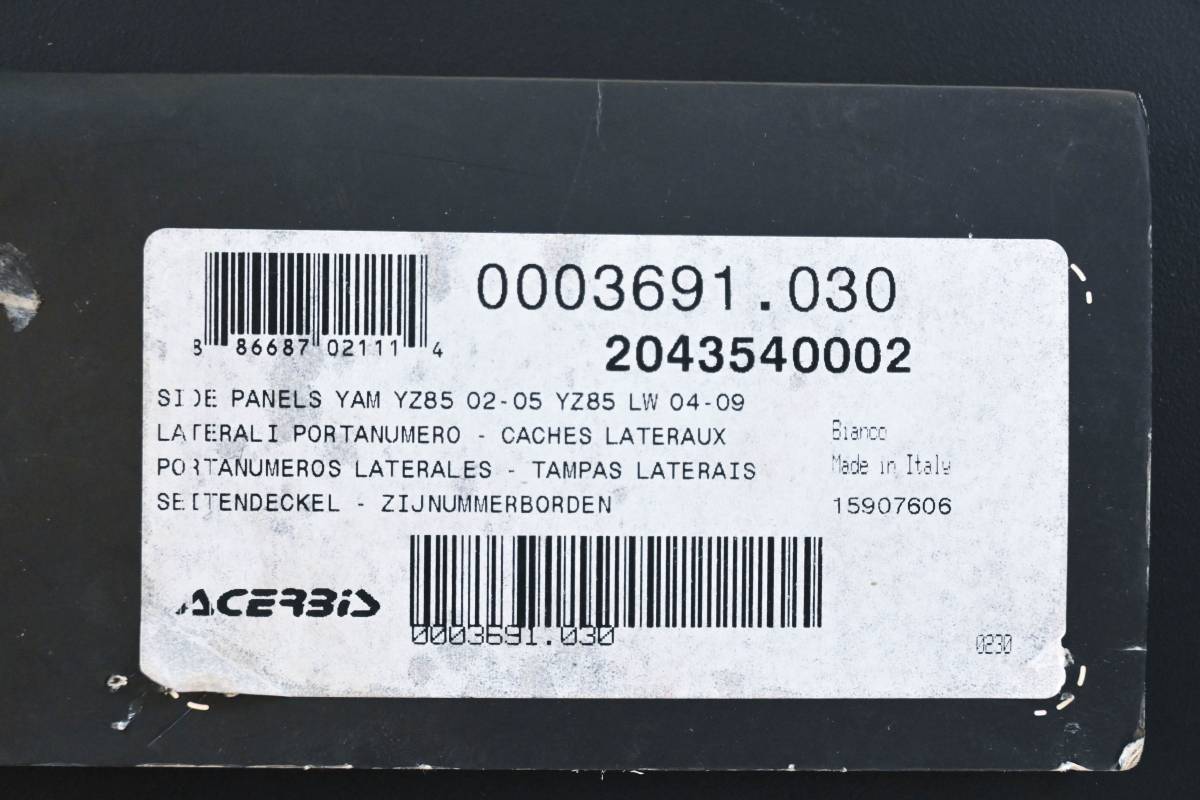 0003691.030
8 86687 02111 4
2043540002
SIDE PANELS YAM YZ85 02-05 YZ85 LW 04-09
LATERALI PORTANUMERO - CACHES LATERAUX
Bianco
PORTANUMEROS LATERALES - TAMPAS LATERAIS
Made in Italy
SEITENDECKEL - ZIJNUMMERBORDEN
15907606
ACERBIS
0003691.030
0230